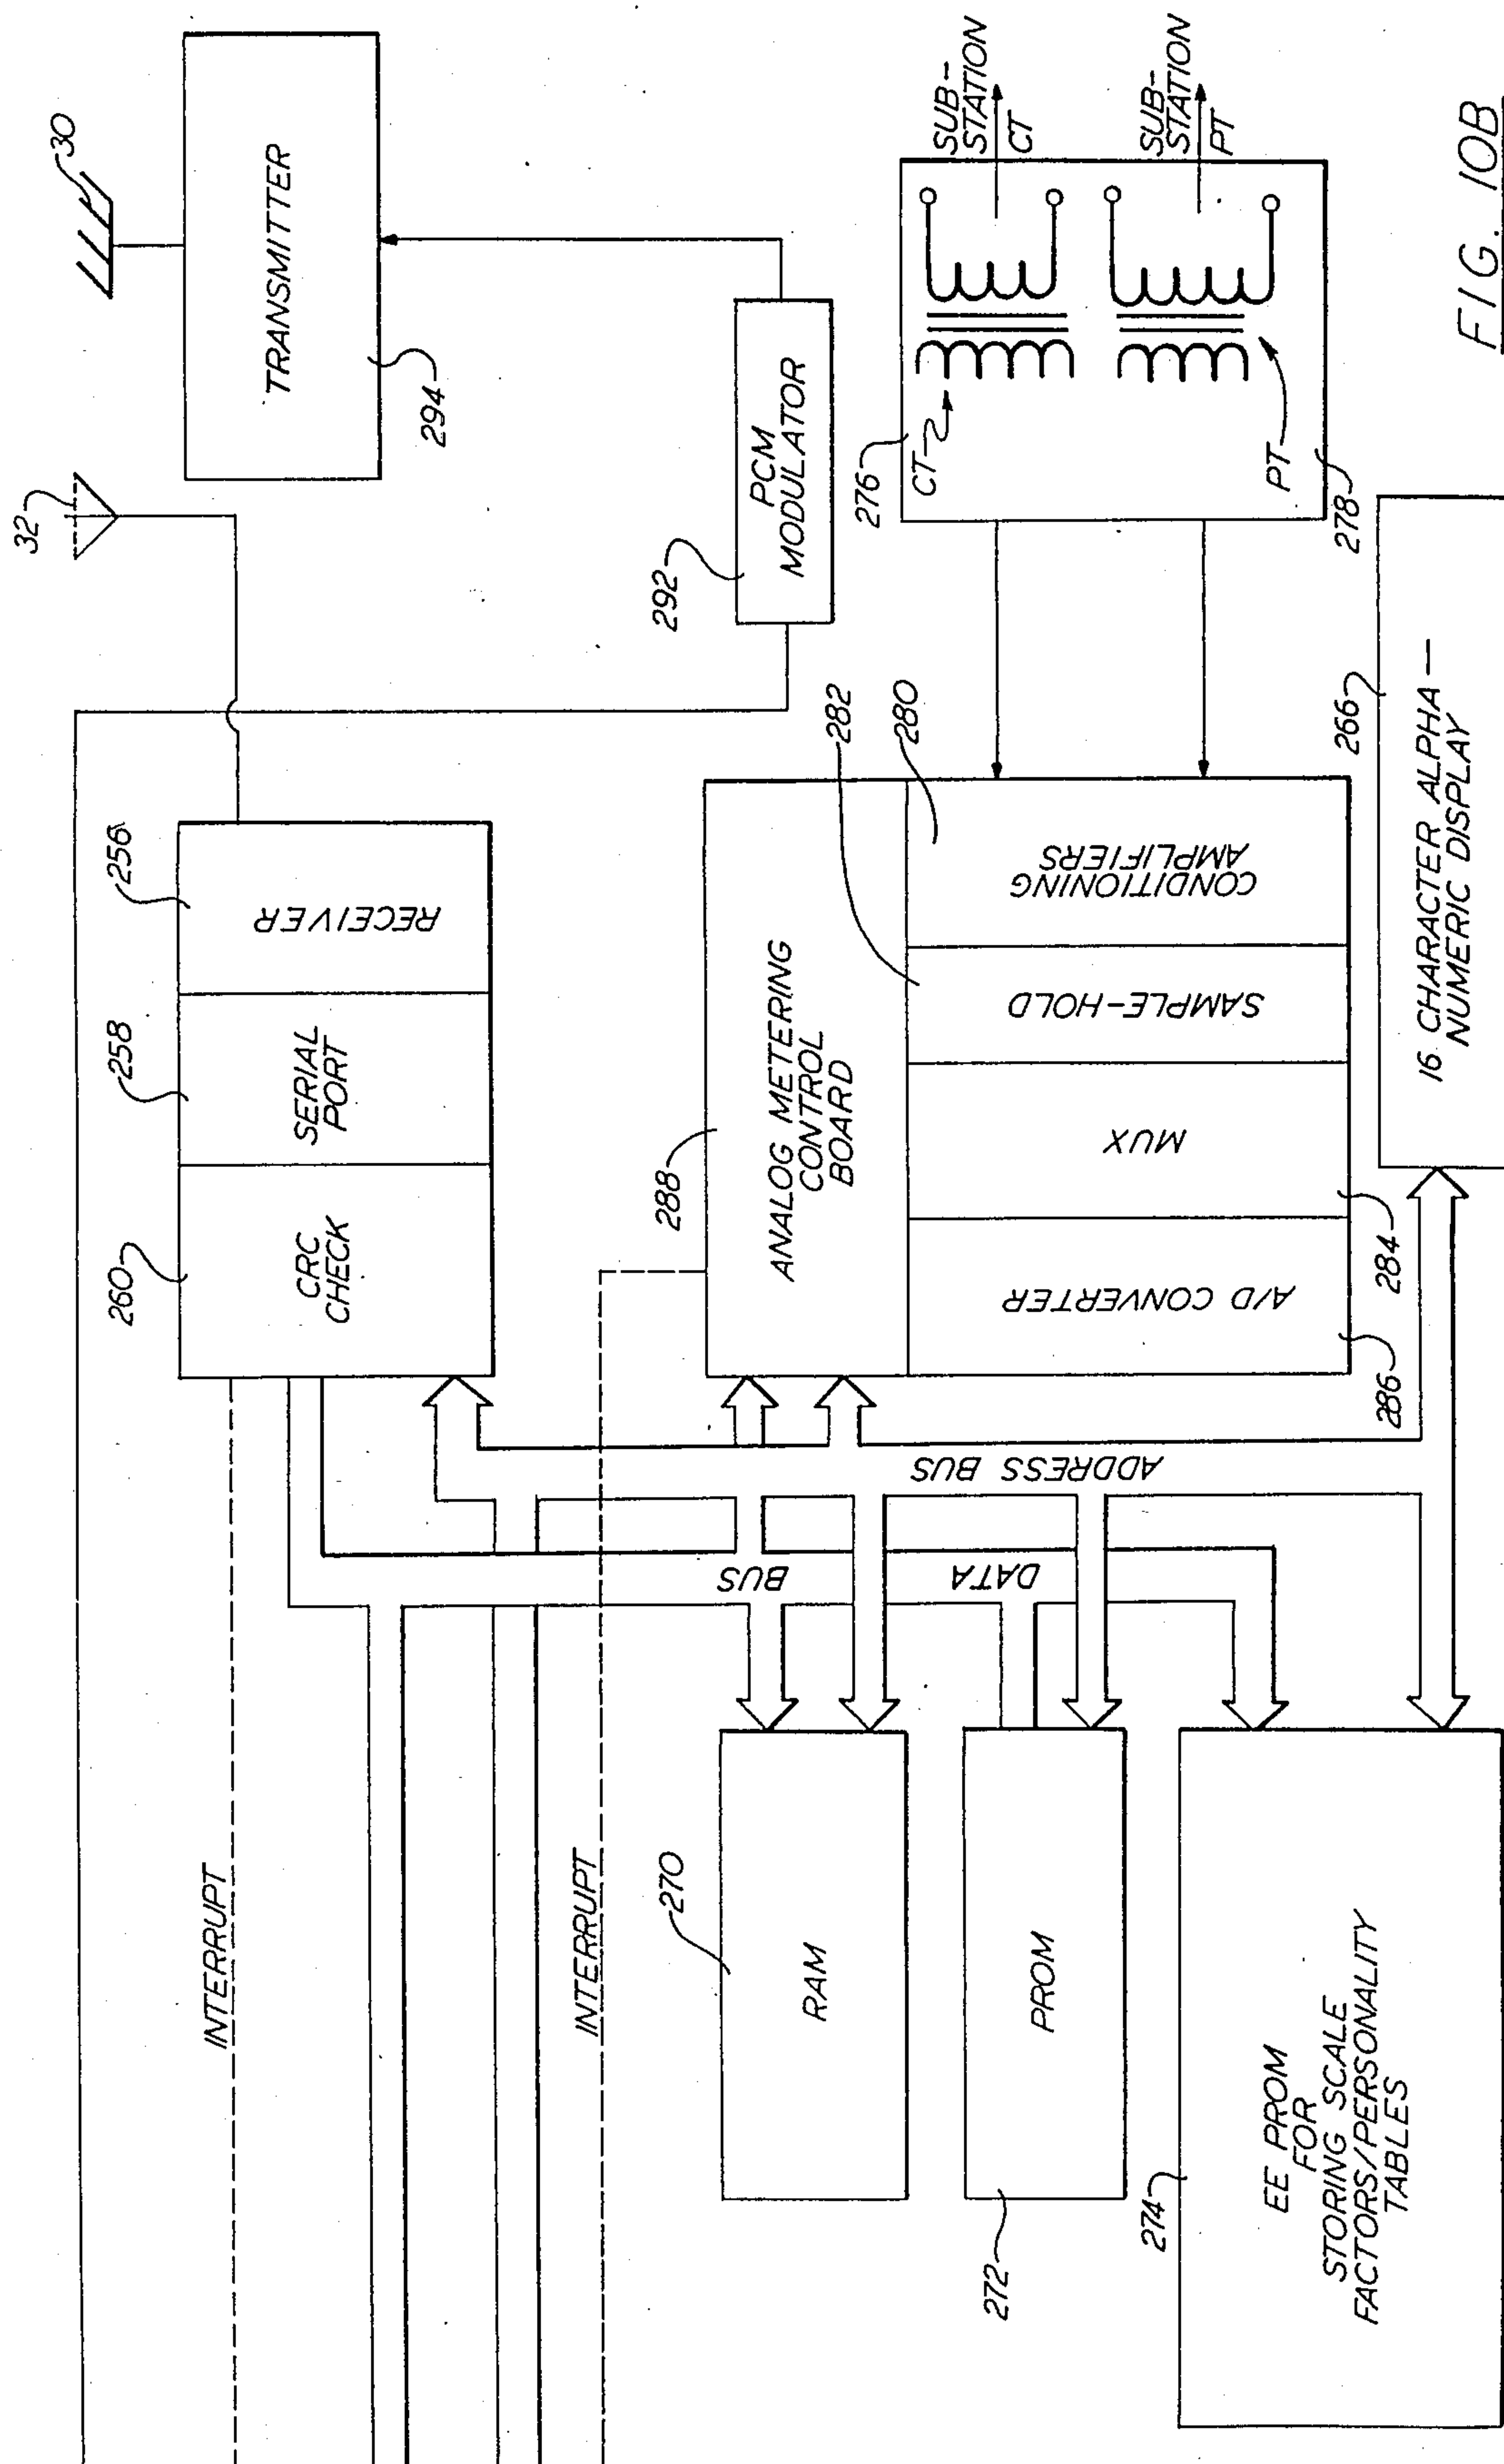 30
32
TRANSMITTER
294
256
RECEIVER
258
SERIAL
PORT
260
CRC
CHECK
INTERRUPT
292
PCM
MODULATOR
SUB-
STATION
CT
SUB-
STATION
PT
276
CT
PT
278
288
ANALOG METERING
CONTROL
BOARD
282
280
CONDITIONING
AMPLIFIERS
SAMPLE-HOLD
MUX
A/D CONVERTER
284
286
INTERRUPT
ADDRESS BUS
DATA
BUS
270
RAM
272
PROM
274
EE PROM
FOR
STORING SCALE
FACTORS/PERSONALITY
TABLES
266
16 CHARACTER ALPHA-
NUMERIC DISPLAY
FIG. 10B